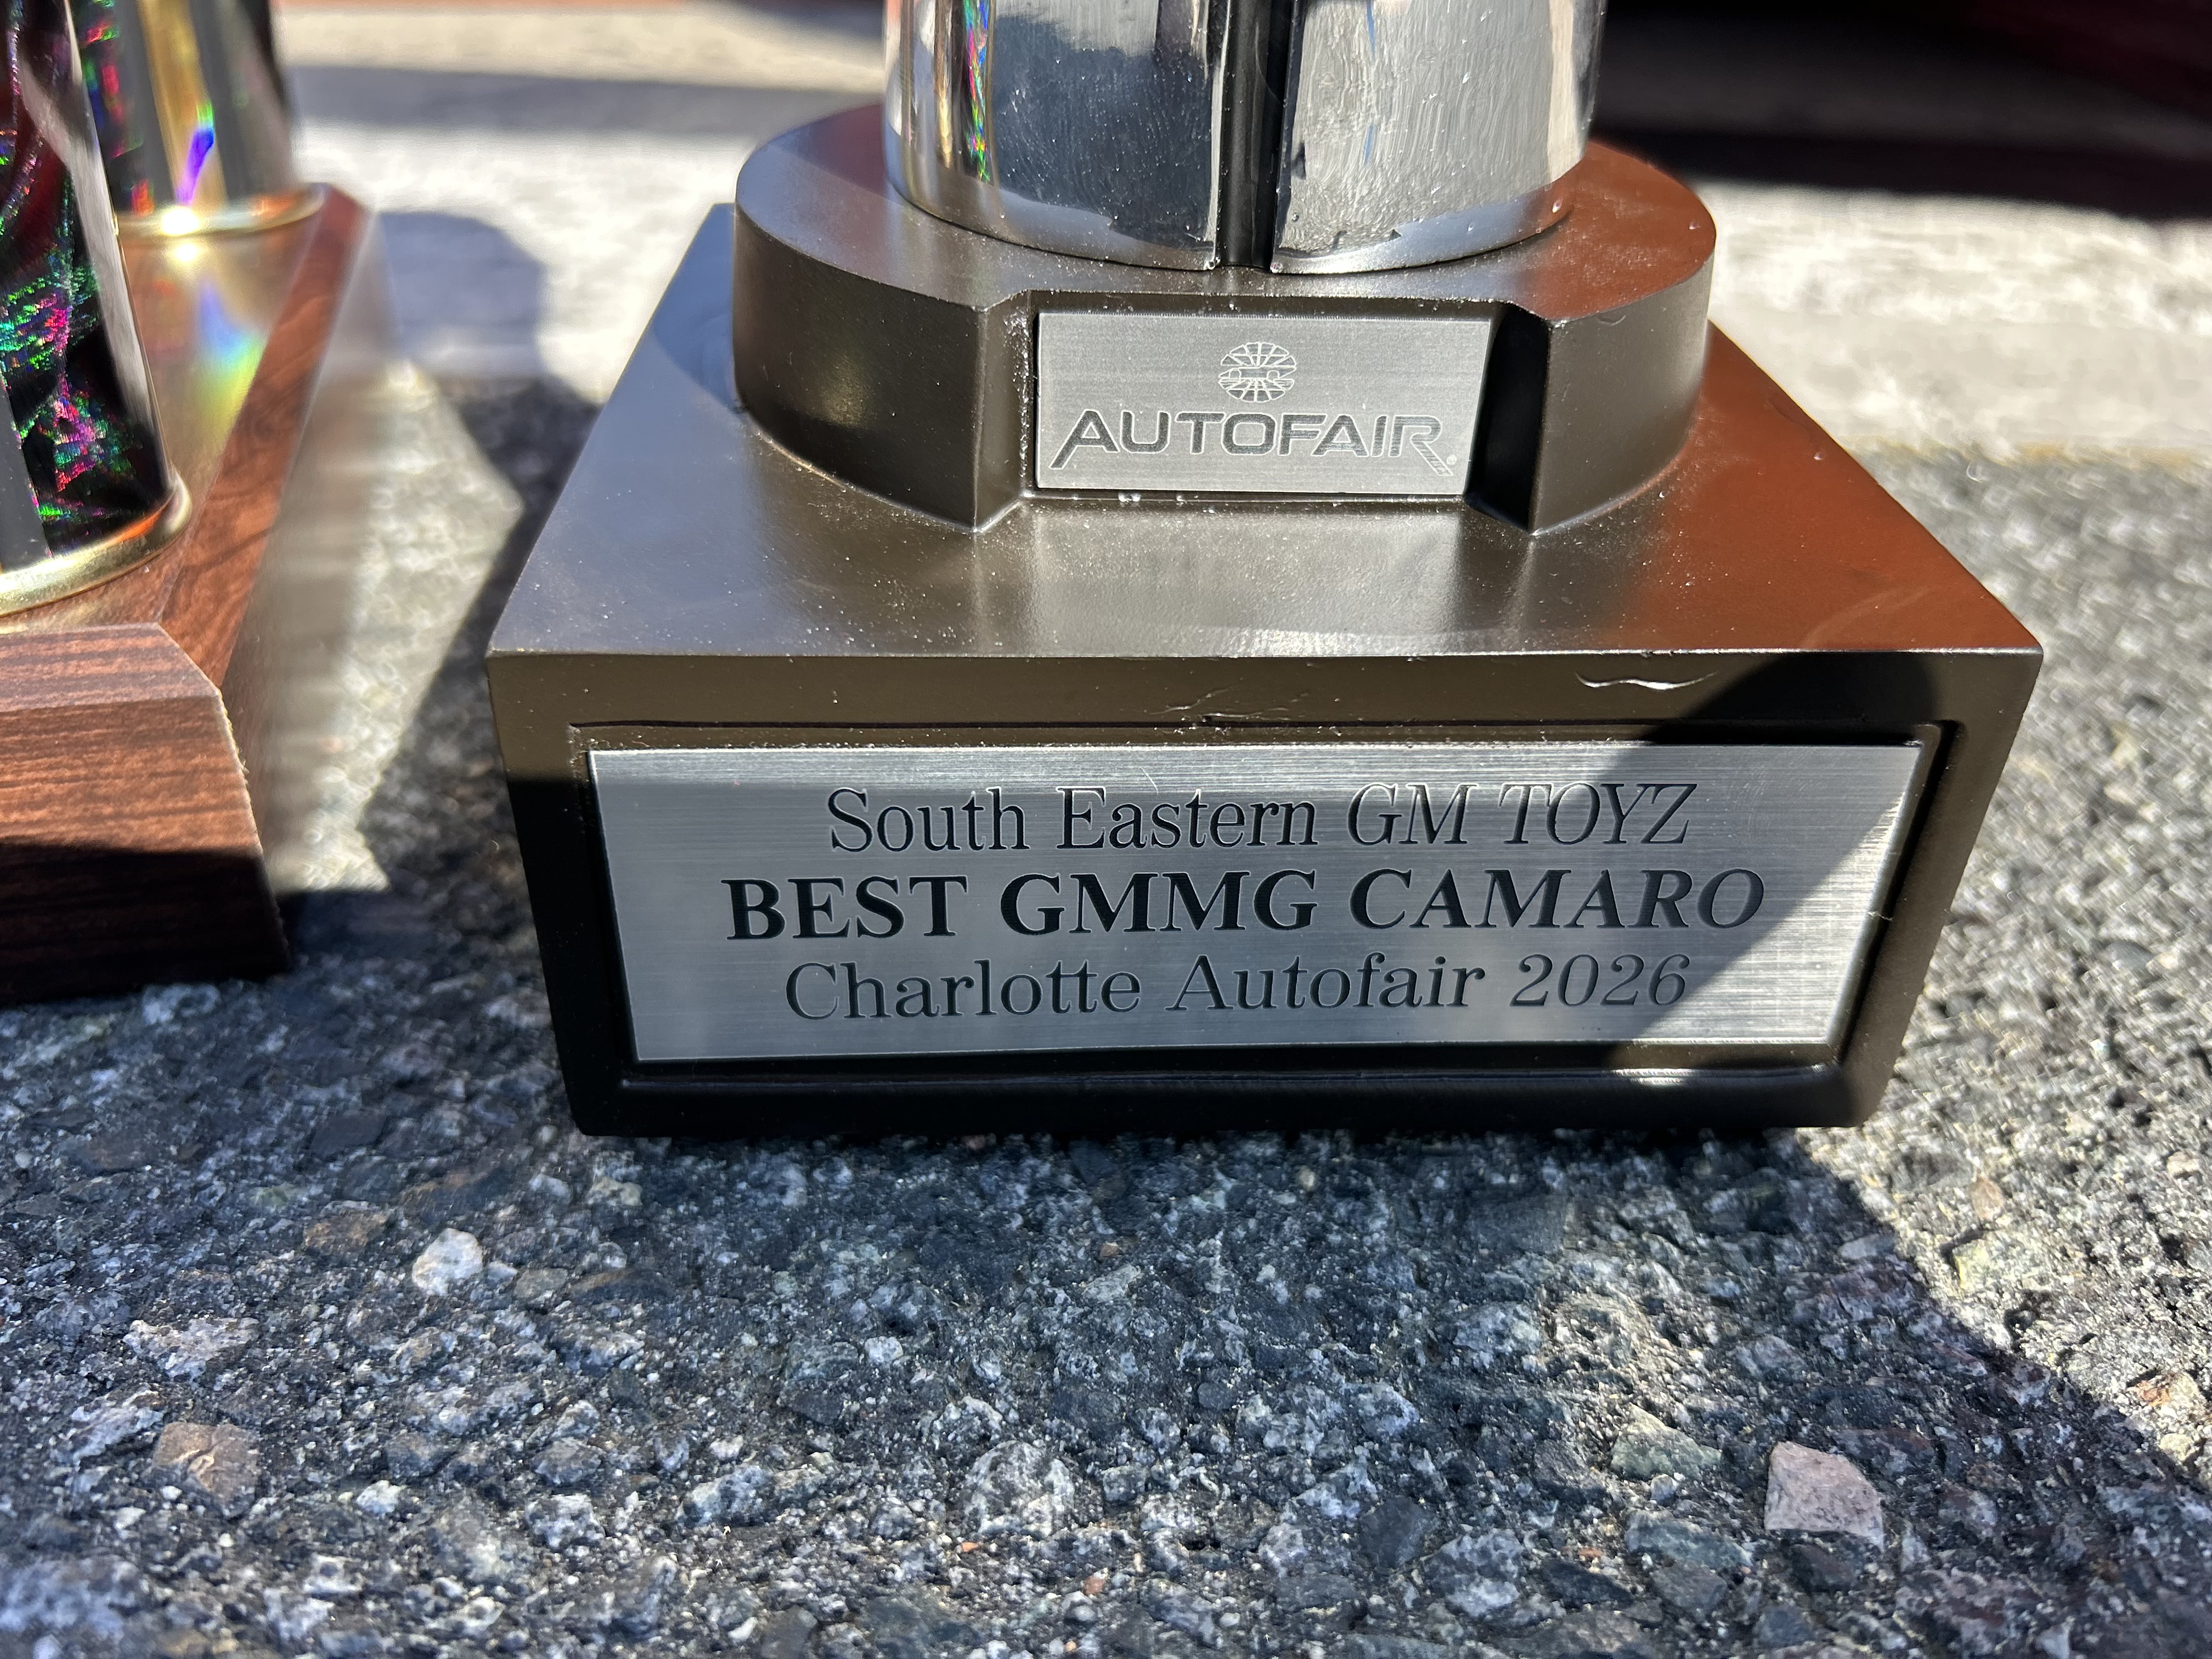 AUTOFAIR
South Eastern GM TOYZ
BEST GMMG CAMARO
Charlotte Autofair 2026